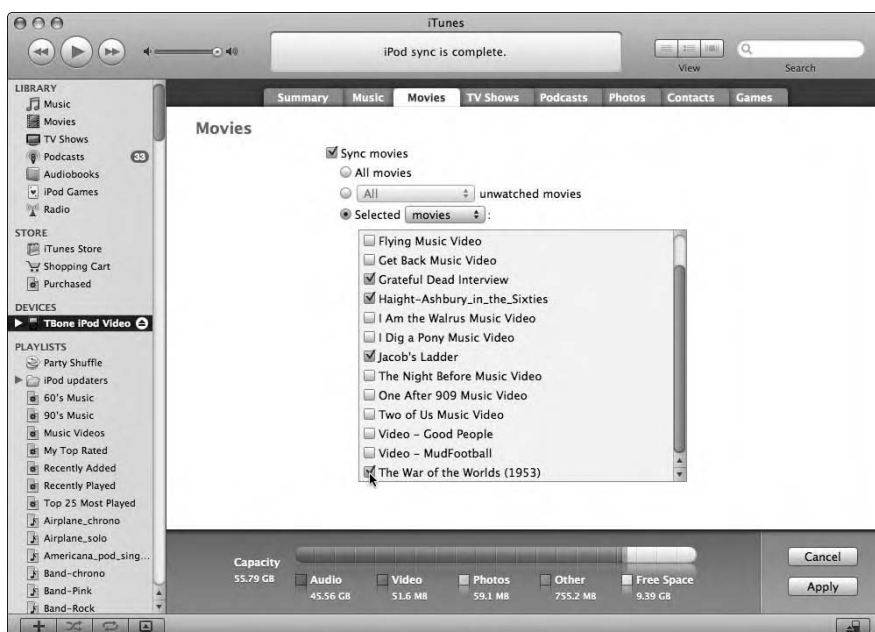 iTunes
iPod sync is complete.
View
Search
LIBRARY
Music
Movies
TV Shows
Podcasts 33
Audiobooks
iPod Games
Radio
STORE
iTunes Store
Shopping Cart
Purchased
DEVICES
TBone iPod Video
PLAYLISTS
Party Shuffle
iPod updaters
60's Music
90's Music
Music Videos
My Top Rated
Recently Added
Recently Played
Top 25 Most Played
Airplane_chrono
Airplane_solo
Americana_pod_sing...
Band-chrono
Band-Pink
Band-Rock
Summary Music Movies TV Shows Podcasts Photos Contacts Games
Movies
Sync movies
All movies
All unwatched movies
Selected movies :
Flying Music Video
Get Back Music Video
Grateful Dead Interview
Haight-Ashbury_in_the_Sixties
I Am the Walrus Music Video
I Dig a Pony Music Video
Jacob's Ladder
The Night Before Music Video
One After 909 Music Video
Two of Us Music Video
Video – Good People
Video – MudFootball
The War of the Worlds (1953)
Capacity
55.79 GB
Audio
45.56 GB
Video
51.6 MB
Photos
59.1 MB
Other
755.2 MB
Free Space
9.39 GB
Cancel
Apply